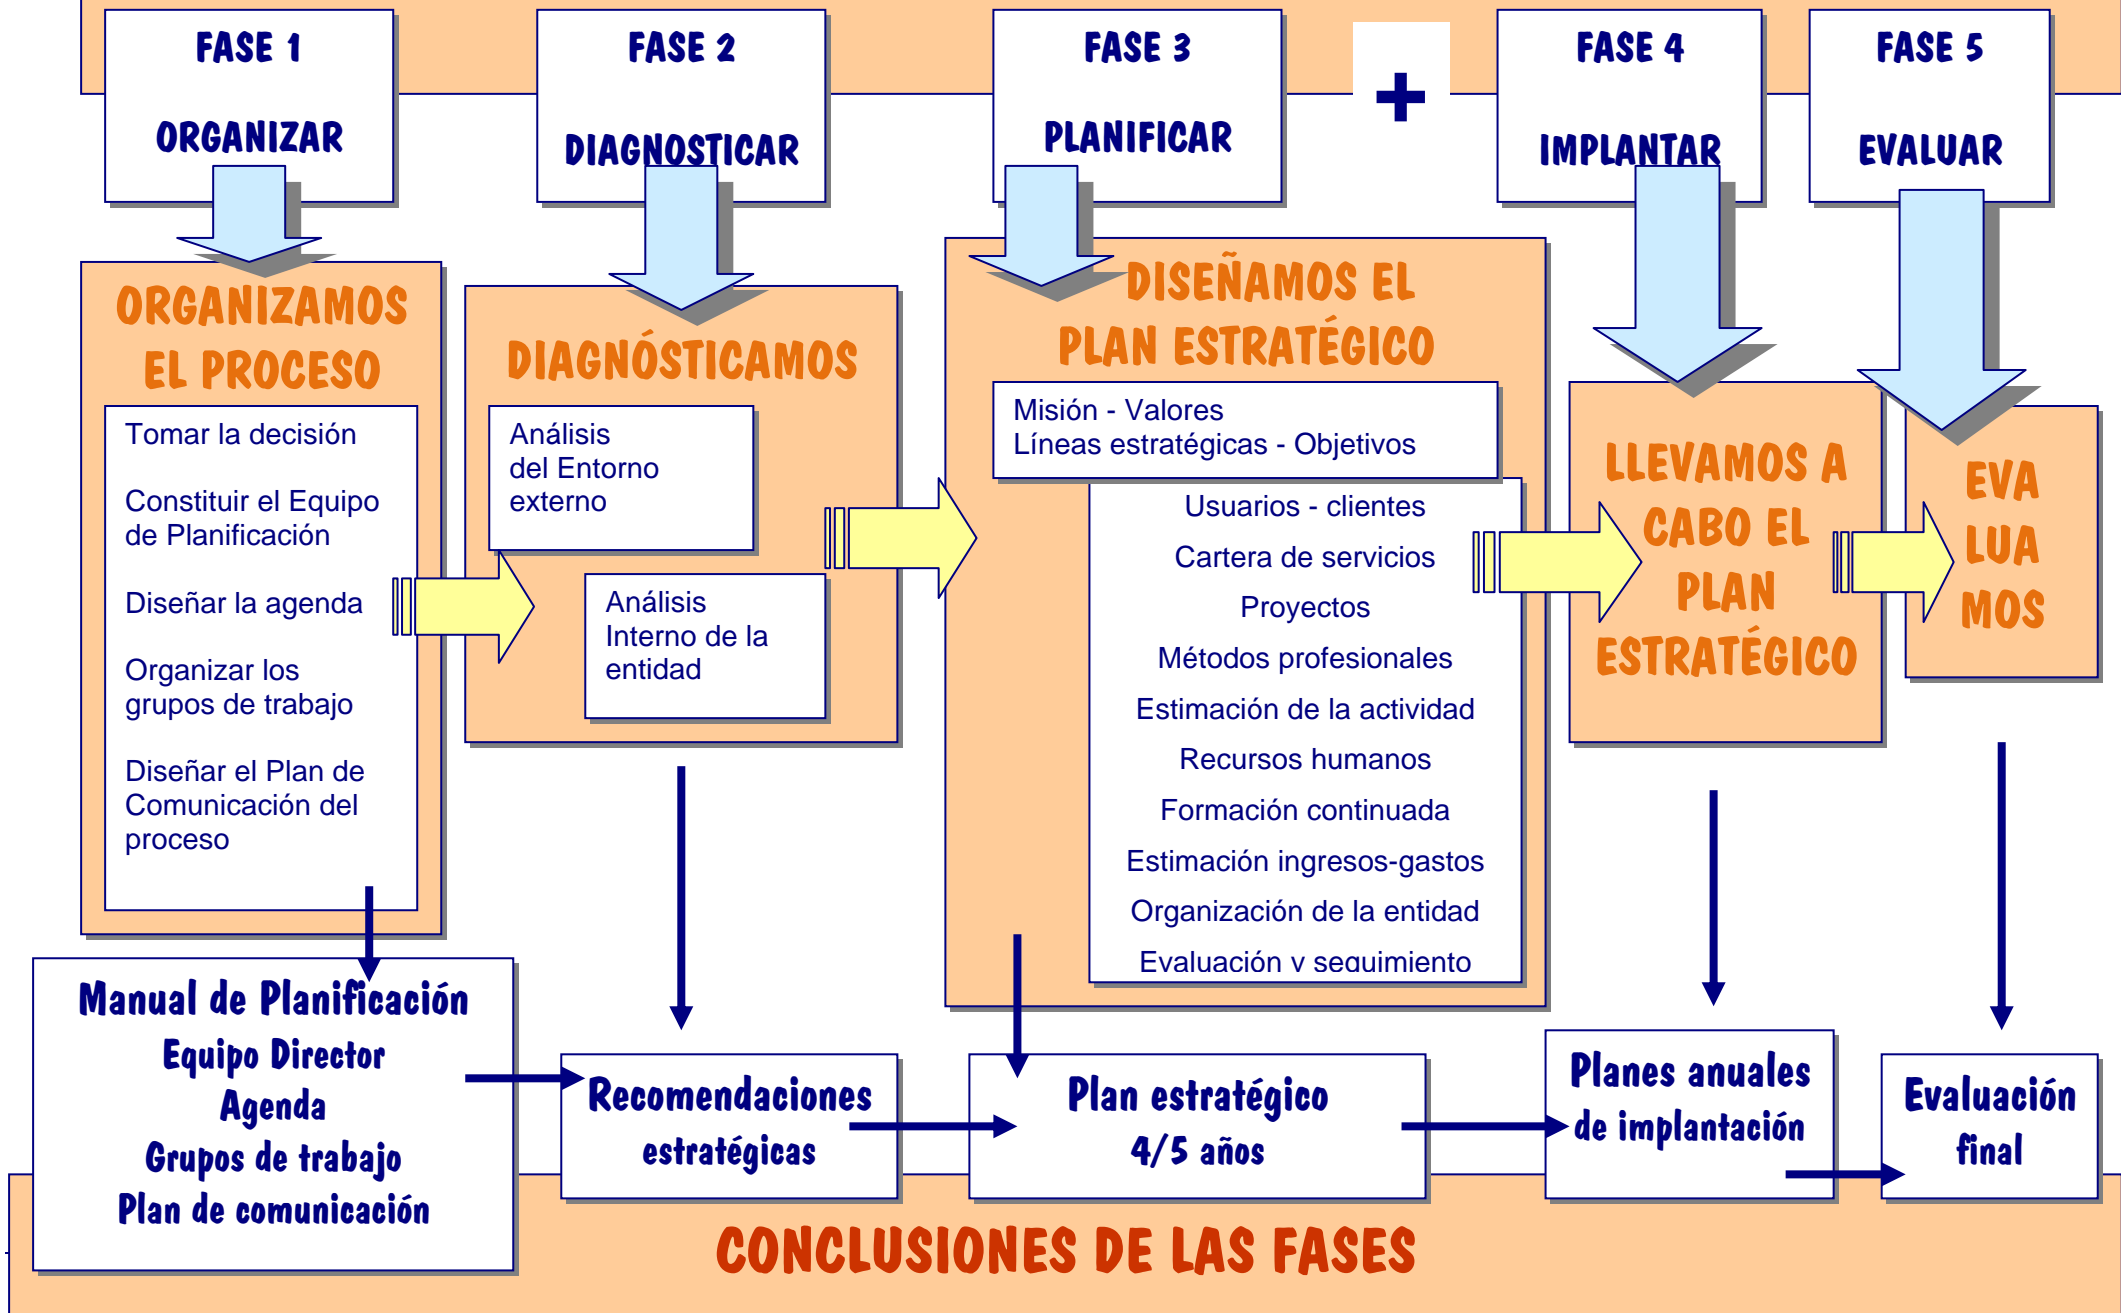 FASE 1
ORGANIZAR
FASE 2
DIAGNOSTICAR
FASE 3
PLANIFICAR
+
FASE 4
IMPLANTAR
FASE 5
EVALUAR
ORGANIZAMOS
EL PROCESO
Tomar la decisión
Constituir el Equipo
de Planificación
Diseñar la agenda
Organizar los
grupos de trabajo
Diseñar el Plan de
Comunicación del
proceso
DIAGNÓSTICAMOS
Análisis
del Entorno
externo
Análisis
Interno de la
entidad
DISEÑAMOS EL
PLAN ESTRATÉGICO
Misión - Valores
Líneas estratégicas - Objetivos
Usuarios - clientes
Cartera de servicios
Proyectos
Métodos profesionales
Estimación de la actividad
Recursos humanos
Formación continuada
Estimación ingresos-gastos
Organización de la entidad
Evaluación y seguimiento
LLEVAMOS A
CABO EL
PLAN
ESTRATÉGICO
EVA
LUA
MOS
Manual de Planificación
Equipo Director
Agenda
Grupos de trabajo
Plan de comunicación
Recomendaciones
estratégicas
Plan estratégico
4/5 años
Planes anuales
de implantación
Evaluación
final
CONCLUSIONES DE LAS FASES